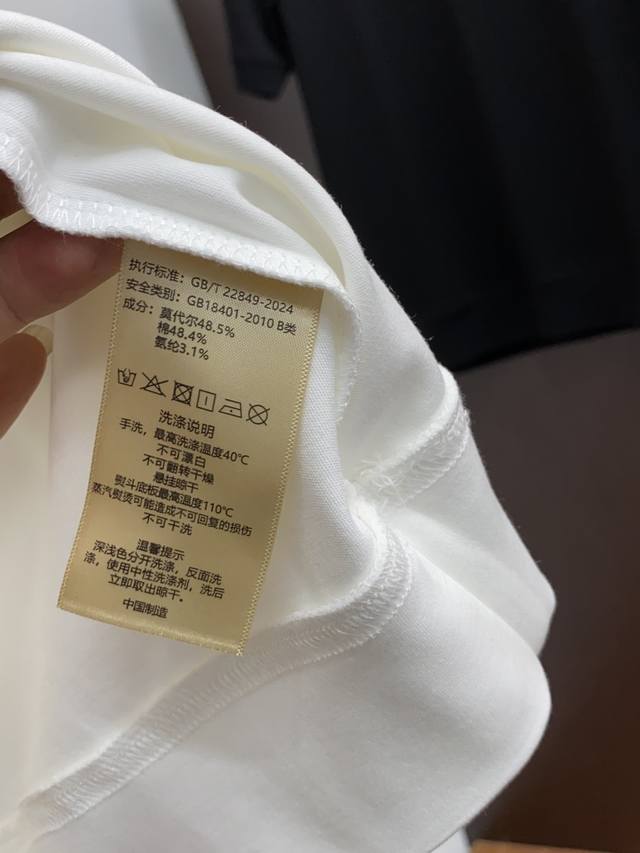 执行标准：GB/T 22849-2024
安全类别：GB18401-2010 B类
成分：莫代尔48.5%
棉48.4%
氨纶3.1%
洗涤说明
手洗，最高洗涤温度40℃
不可漂白
不可翻转干燥
悬挂晾干
熨斗底板最高温度110℃
蒸汽熨烫可能造成不可回复的损伤
不可干洗
温馨提示
深浅色分开洗涤，反面洗
涤，使用中性洗涤剂，洗后
立即取出晾干。
中国制造